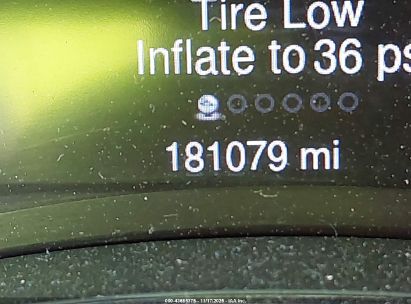 Tire Low
Inflate to 36 ps
181079 mi